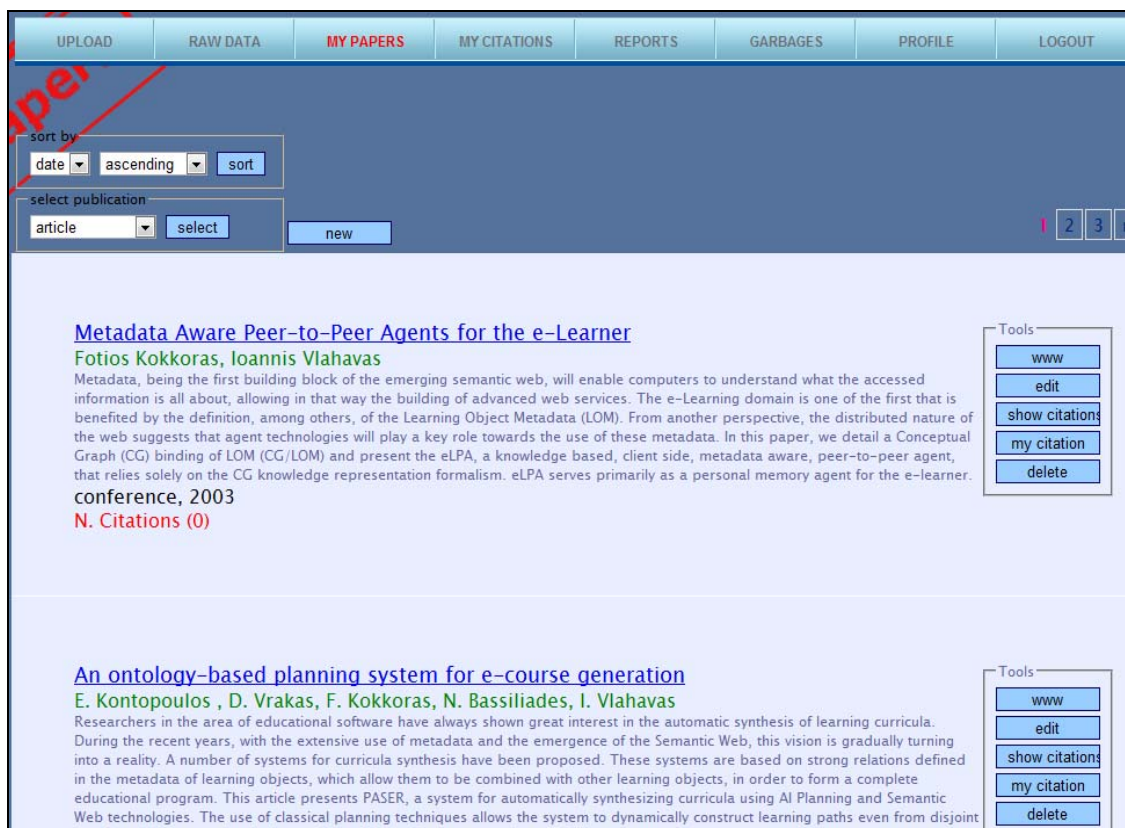 UPLOAD RAW DATA MY PAPERS MY CITATIONS REPORTS GARBAGES PROFILE LOGOUT
sort by
date ascending sort
select publication
article select new
1 2 3
Metadata Aware Peer-to-Peer Agents for the e-Learner
Fotios Kokkoras, Ioannis Vlahavas
Metadata, being the first building block of the emerging semantic web, will enable computers to understand what the accessed
information is all about, allowing in that way the building of advanced web services. The e-Learning domain is one of the first that is
benefited by the definition, among others, of the Learning Object Metadata (LOM). From another perspective, the distributed nature of
the web suggests that agent technologies will play a key role towards the use of these metadata. In this paper, we detail a Conceptual
Graph (CG) binding of LOM (CG/LOM) and present the eLPA, a knowledge based, client side, metadata aware, peer-to-peer agent,
that relies solely on the CG knowledge representation formalism. eLPA serves primarily as a personal memory agent for the e-learner.
conference, 2003
N. Citations (0)
Tools
www
edit
show citations
my citation
delete
An ontology-based planning system for e-course generation
E. Kontopoulos , D. Vrakas, F. Kokkoras, N. Bassiliades, I. Vlahavas
Researchers in the area of educational software have always shown great interest in the automatic synthesis of learning curricula.
During the recent years, with the extensive use of metadata and the emergence of the Semantic Web, this vision is gradually turning
into a reality. A number of systems for curricula synthesis have been proposed. These systems are based on strong relations defined
in the metadata of learning objects, which allow them to be combined with other learning objects, in order to form a complete
educational program. This article presents PASER, a system for automatically synthesizing curricula using AI Planning and Semantic
Web technologies. The use of classical planning techniques allows the system to dynamically construct learning paths even from disjoint
Tools
www
edit
show citations
my citation
delete